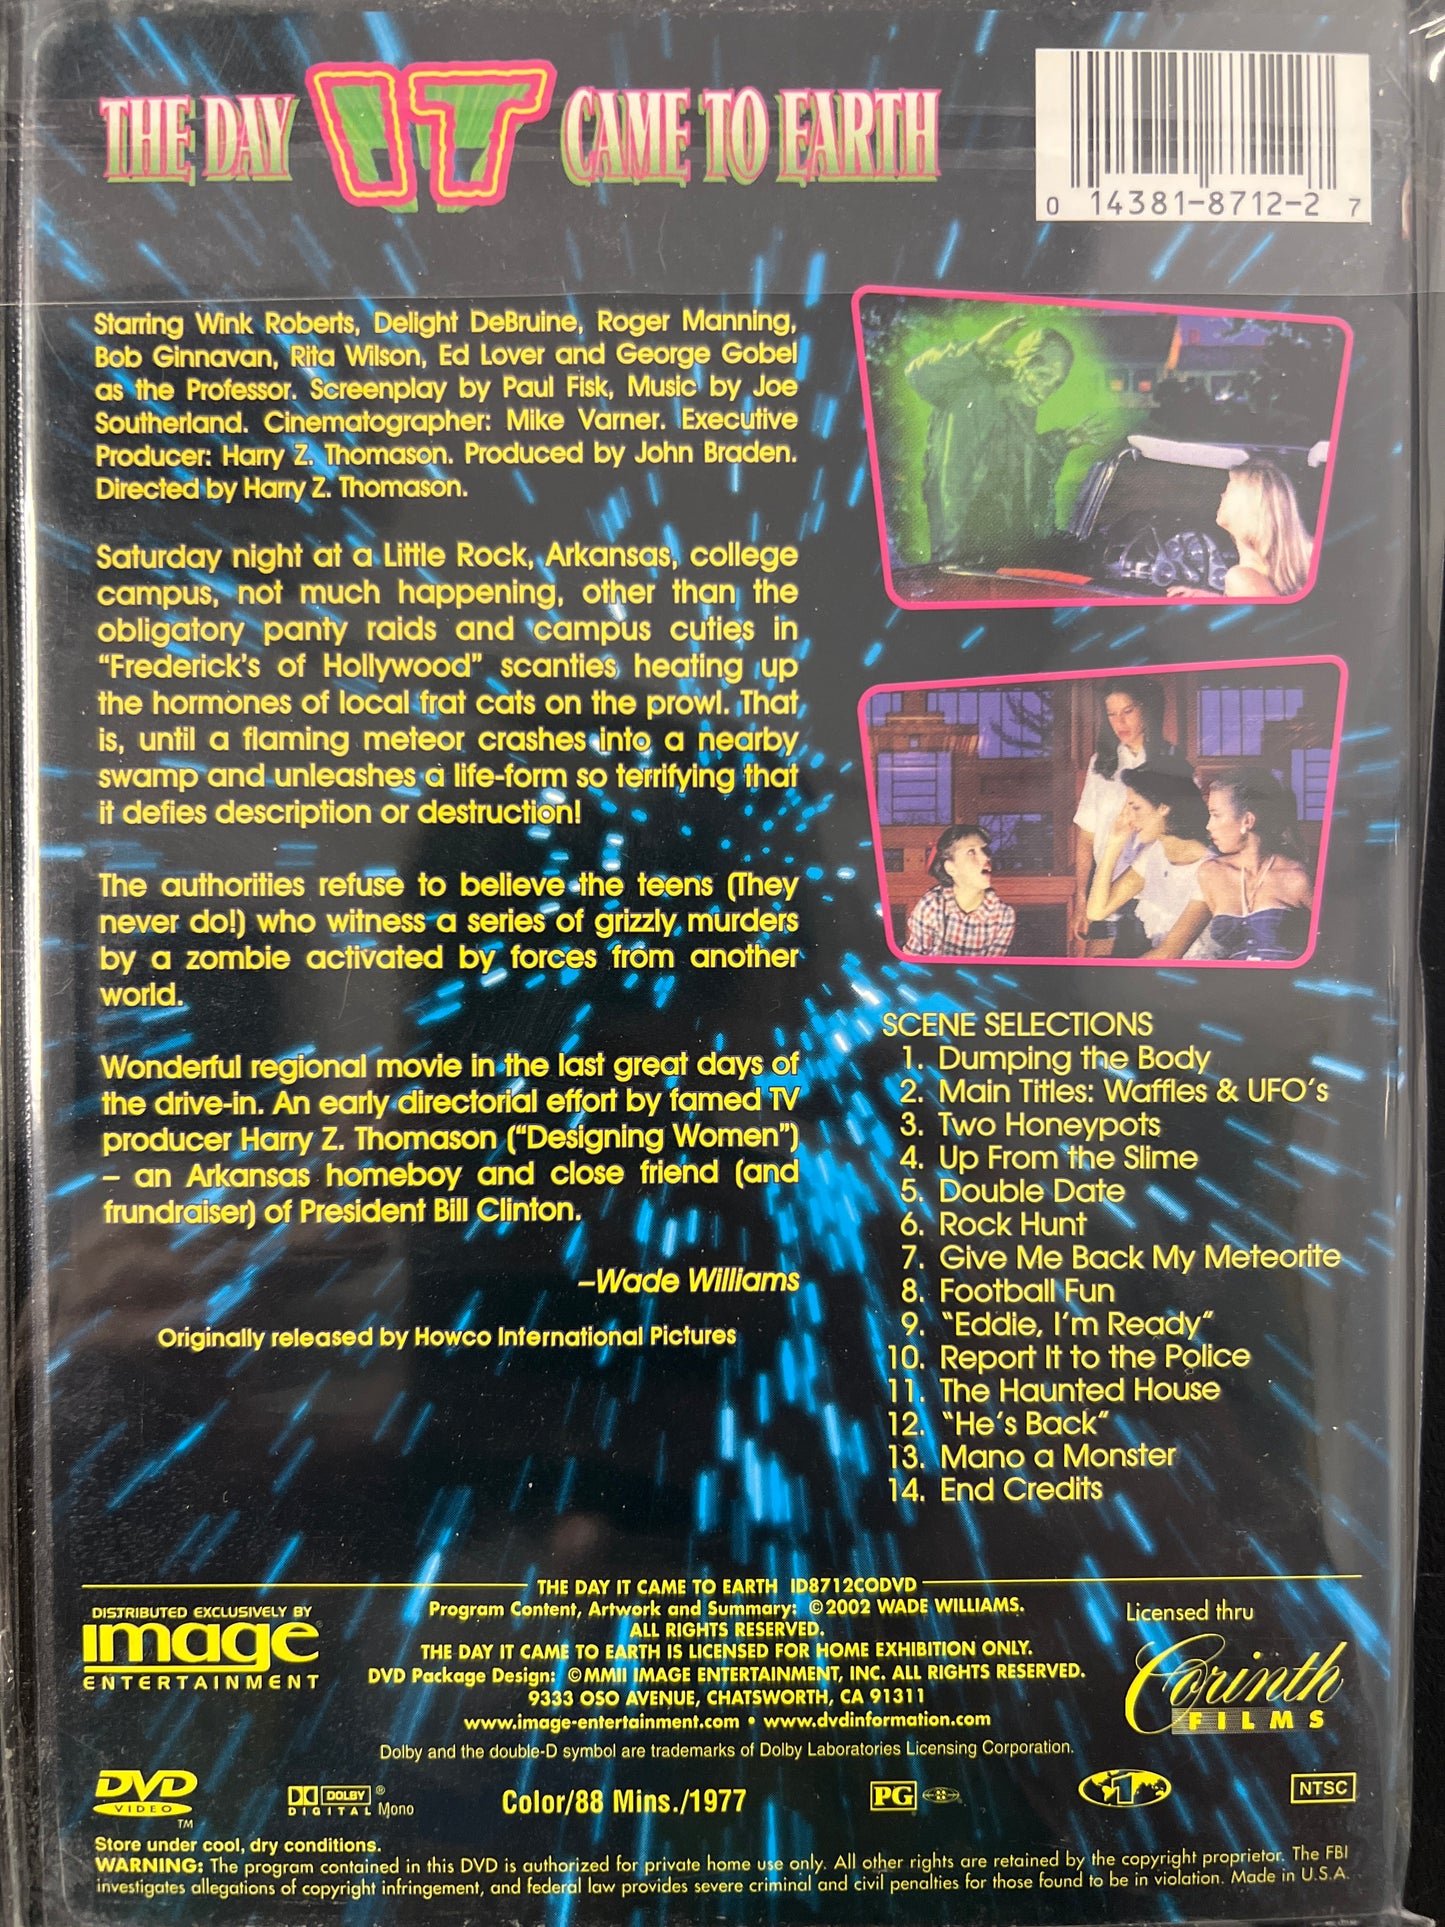 THE DAY IT CAME TO EARTH
0 14381-8712-2 7
Starring Wink Roberts, Delight DeBruine, Roger Manning,
Bob Ginnavan, Rita Wilson, Ed Lover and George Gobel
as the Professor. Screenplay by Paul Fisk, Music by Joe
Southerland. Cinematographer: Mike Varner. Executive
Producer: Harry Z. Thomason. Produced by John Braden.
Directed by Harry Z. Thomason.
Saturday night at a Little Rock, Arkansas, college
campus, not much happening, other than the
obligatory panty raids and campus cuties in
“Frederick’s of Hollywood” scanties heating up
the hormones of local frat cats on the prowl. That
is, until a flaming meteor crashes into a nearby
swamp and unleashes a life-form so terrifying that
it defies description or destruction!
The authorities refuse to believe the teens (They
never do!) who witness a series of grizzly murders
by a zombie activated by forces from another
world.
Wonderful regional movie in the last great days of
the drive-in. An early directorial effort by famed TV
producer Harry Z. Thomason (“Designing Women”)
– an Arkansas homeboy and close friend (and
frundraiser) of President Bill Clinton.
–Wade Williams
Originally released by Howco International Pictures
SCENE SELECTIONS
1. Dumping the Body
2. Main Titles: Waffles & UFO’s
3. Two Honeypots
4. Up From the Slime
5. Double Date
6. Rock Hunt
7. Give Me Back My Meteorite
8. Football Fun
9. “Eddie, I’m Ready”
10. Report It to the Police
11. The Haunted House
12. “He’s Back”
13. Mano a Monster
14. End Credits
THE DAY IT CAME TO EARTH ID8712CODVD
Program Content, Artwork and Summary: ©2002 WADE WILLIAMS.
ALL RIGHTS RESERVED.
THE DAY IT CAME TO EARTH IS LICENSED FOR HOME EXHIBITION ONLY.
DVD Package Design: ©MMII IMAGE ENTERTAINMENT, INC. ALL RIGHTS RESERVED.
9333 OSO AVENUE, CHATSWORTH, CA 91311
www.image-entertainment.com • www.dvdinformation.com
Dolby and the double-D symbol are trademarks of Dolby Laboratories Licensing Corporation.
DISTRIBUTED EXCLUSIVELY BY
image®
ENTERTAINMENT
Licensed thru
Corinth
FILMS
DVD
VIDEO
TM
DOLBY®
DIGITAL Mono
Color/88 Mins./1977
PG
1
NTSC
Store under cool, dry conditions.
WARNING: The program contained in this DVD is authorized for private home use only. All other rights are retained by the copyright proprietor. The FBI
investigates allegations of copyright infringement, and federal law provides severe criminal and civil penalties for those found to be in violation. Made in U.S.A.